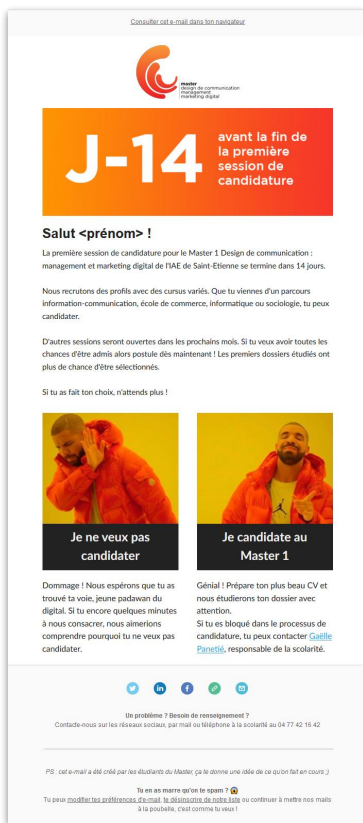 Consulter cet e-mail dans ton navigateur
master
design de communication
management
marketing digital
J-14
avant la fin de
la première
session de
candidature
Salut <prénom> !
La première session de candidature pour le Master 1 Design de communication :
management et marketing digital de l'IAE de Saint-Etienne se termine dans 14 jours.
Nous recrutons des profils avec des cursus variés. Que tu viennes d'un parcours
information-communication, école de commerce, informatique ou sociologie, tu peux
candidater.
D'autres sessions seront ouvertes dans les prochains mois. Si tu veux avoir toutes les
chances d'être admis alors postule dès maintenant ! Les premiers dossiers étudiés ont
plus de chance d'être sélectionnés.
Si tu as fait ton choix, n'attends plus !
Je ne veux pas
candidater
Dommage ! Nous espérons que tu as
trouvé ta voie, jeune padawan du
digital. Si tu encore quelques minutes
à nous consacrer, nous aimerions
comprendre pourquoi tu ne veux pas
candidater.
Je candidate au
Master 1
Génial ! Prépare ton plus beau CV et
nous étudierons ton dossier avec
attention.
Si tu es bloqué dans le processus de
candidature, tu peux contacter Gaëlle
Panetié, responsable de la scolarité.
Un problème ? Besoin de renseignement ?
Contacte-nous sur les réseaux sociaux, par mail ou téléphone à la scolarité au 04 77 42 16 42
PS : cet e-mail a été créé par les étudiants du Master, ça te donne une idée de ce qu'on fait en cours ;)
Tu en as marre qu'on te spam ? 😱
Tu peux modifier tes préférences d'e-mail, te désinscrire de notre liste ou continuer à mettre nos mails
à la poubelle, c'est comme tu veux !